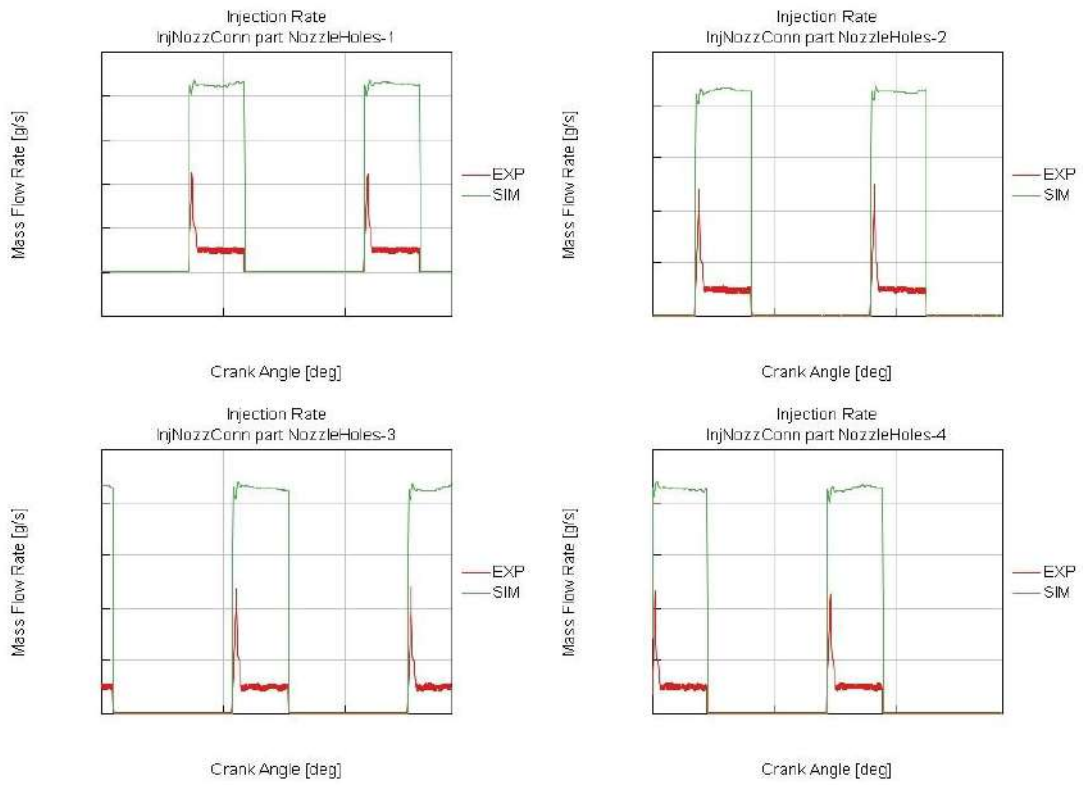 Injection Rate
InjNozzConn part NozzleHoles-1
Mass Flow Rate [g/s]
EXP
SIM
Crank Angle [deg]
Injection Rate
InjNozzConn part NozzleHoles-2
Mass Flow Rate [g/s]
EXP
SIM
Crank Angle [deg]
Injection Rate
InjNozzConn part NozzleHoles-3
Mass Flow Rate [g/s]
EXP
SIM
Crank Angle [deg]
Injection Rate
InjNozzConn part NozzleHoles-4
Mass Flow Rate [g/s]
EXP
SIM
Crank Angle [deg]